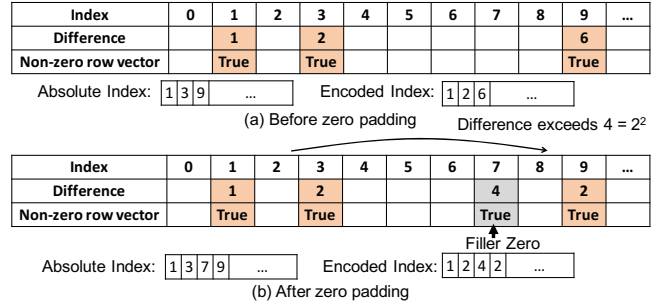 Index 0 1 2 3 4 5 6 7 8 9 ...
Difference 1 2 6
Non-zero row vector True True True
Absolute Index: 1 3 9 ... Encoded Index: 1 2 6 ...
(a) Before zero padding Difference exceeds 4 = 2²
Index 0 1 2 3 4 5 6 7 8 9 ...
Difference 1 2 4 2
Non-zero row vector True True True True
Filler Zero
Absolute Index: 1 3 7 9 ... Encoded Index: 1 2 4 2 ...
(b) After zero padding